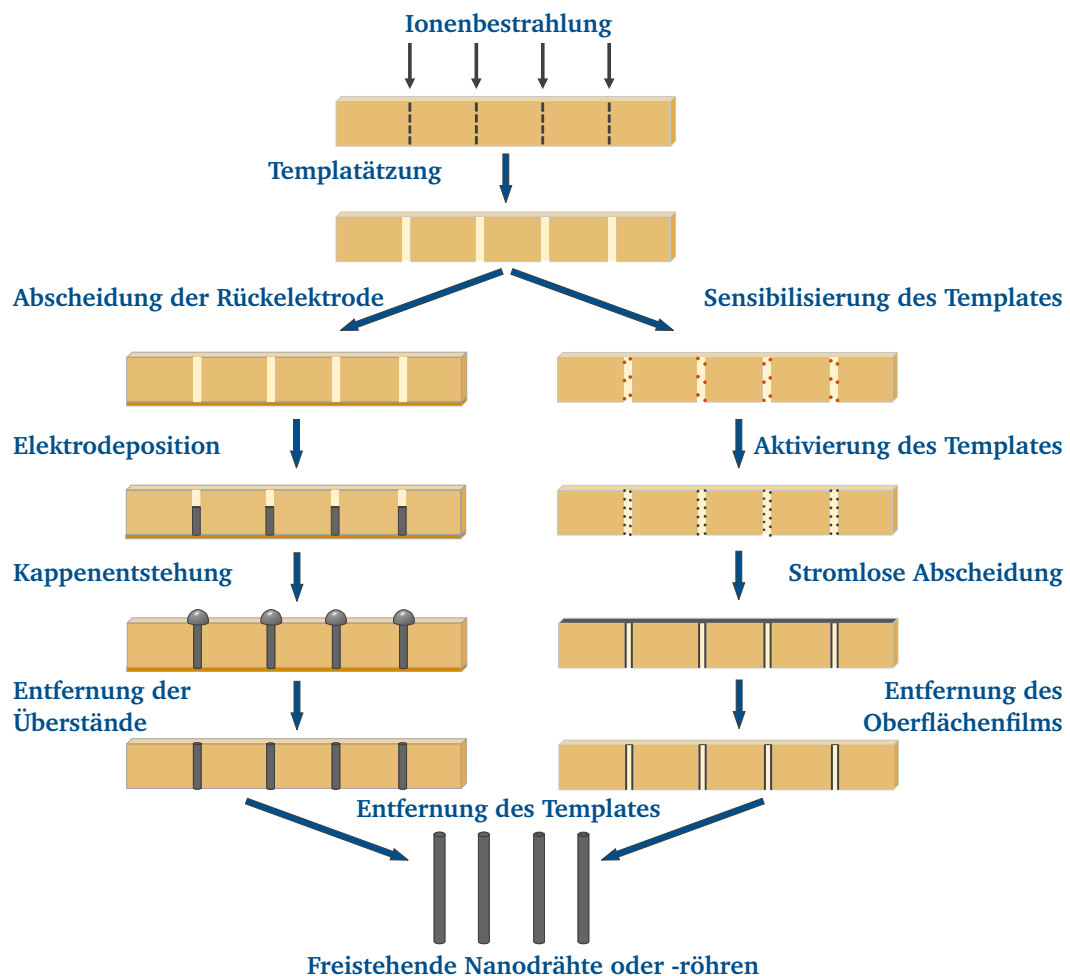 Ionenbestrahlung
Templatätzung
Abscheidung der Rückelektrode
Sensibilisierung des Templates
Elektrodeposition
Aktivierung des Templates
Kappenentstehung
Stromlose Abscheidung
Entfernung der
Überstände
Entfernung des
Oberflächenfilms
Entfernung des Templates
Freistehende Nanodrähte oder -röhren